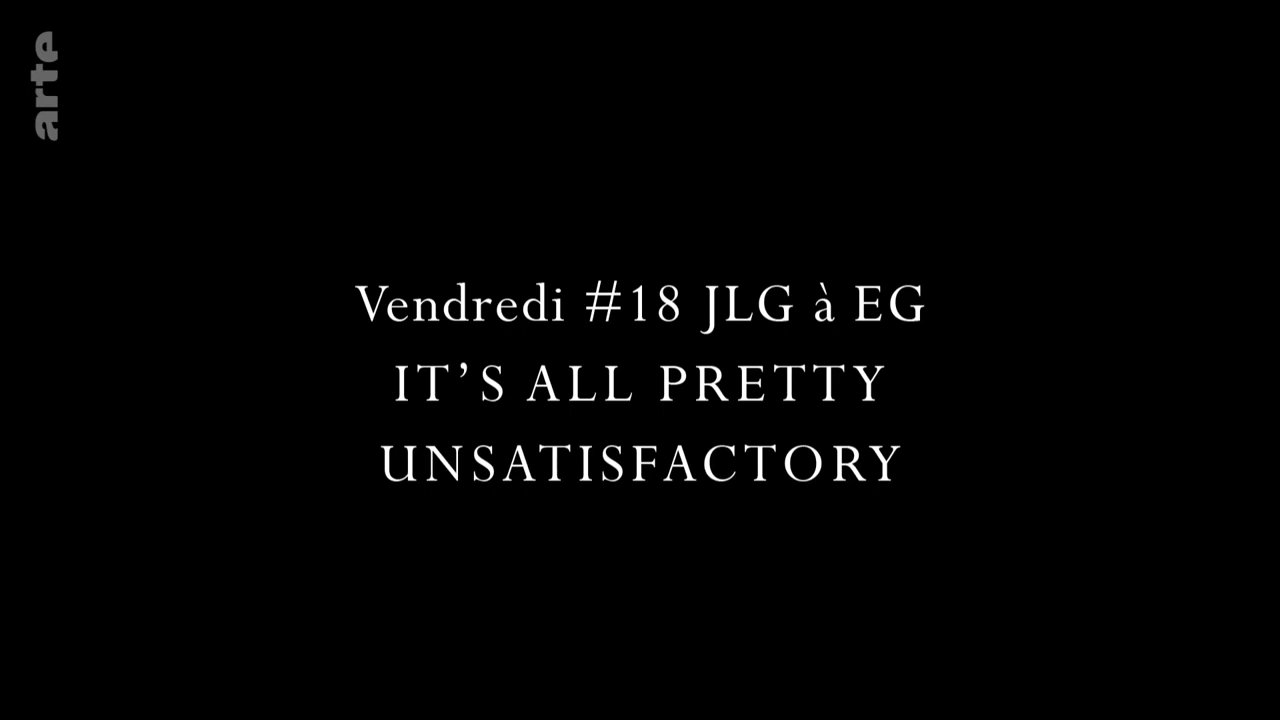 arte
Vendredi #18 JLG à EG
IT’S ALL PRETTY
UNSATISFACTORY